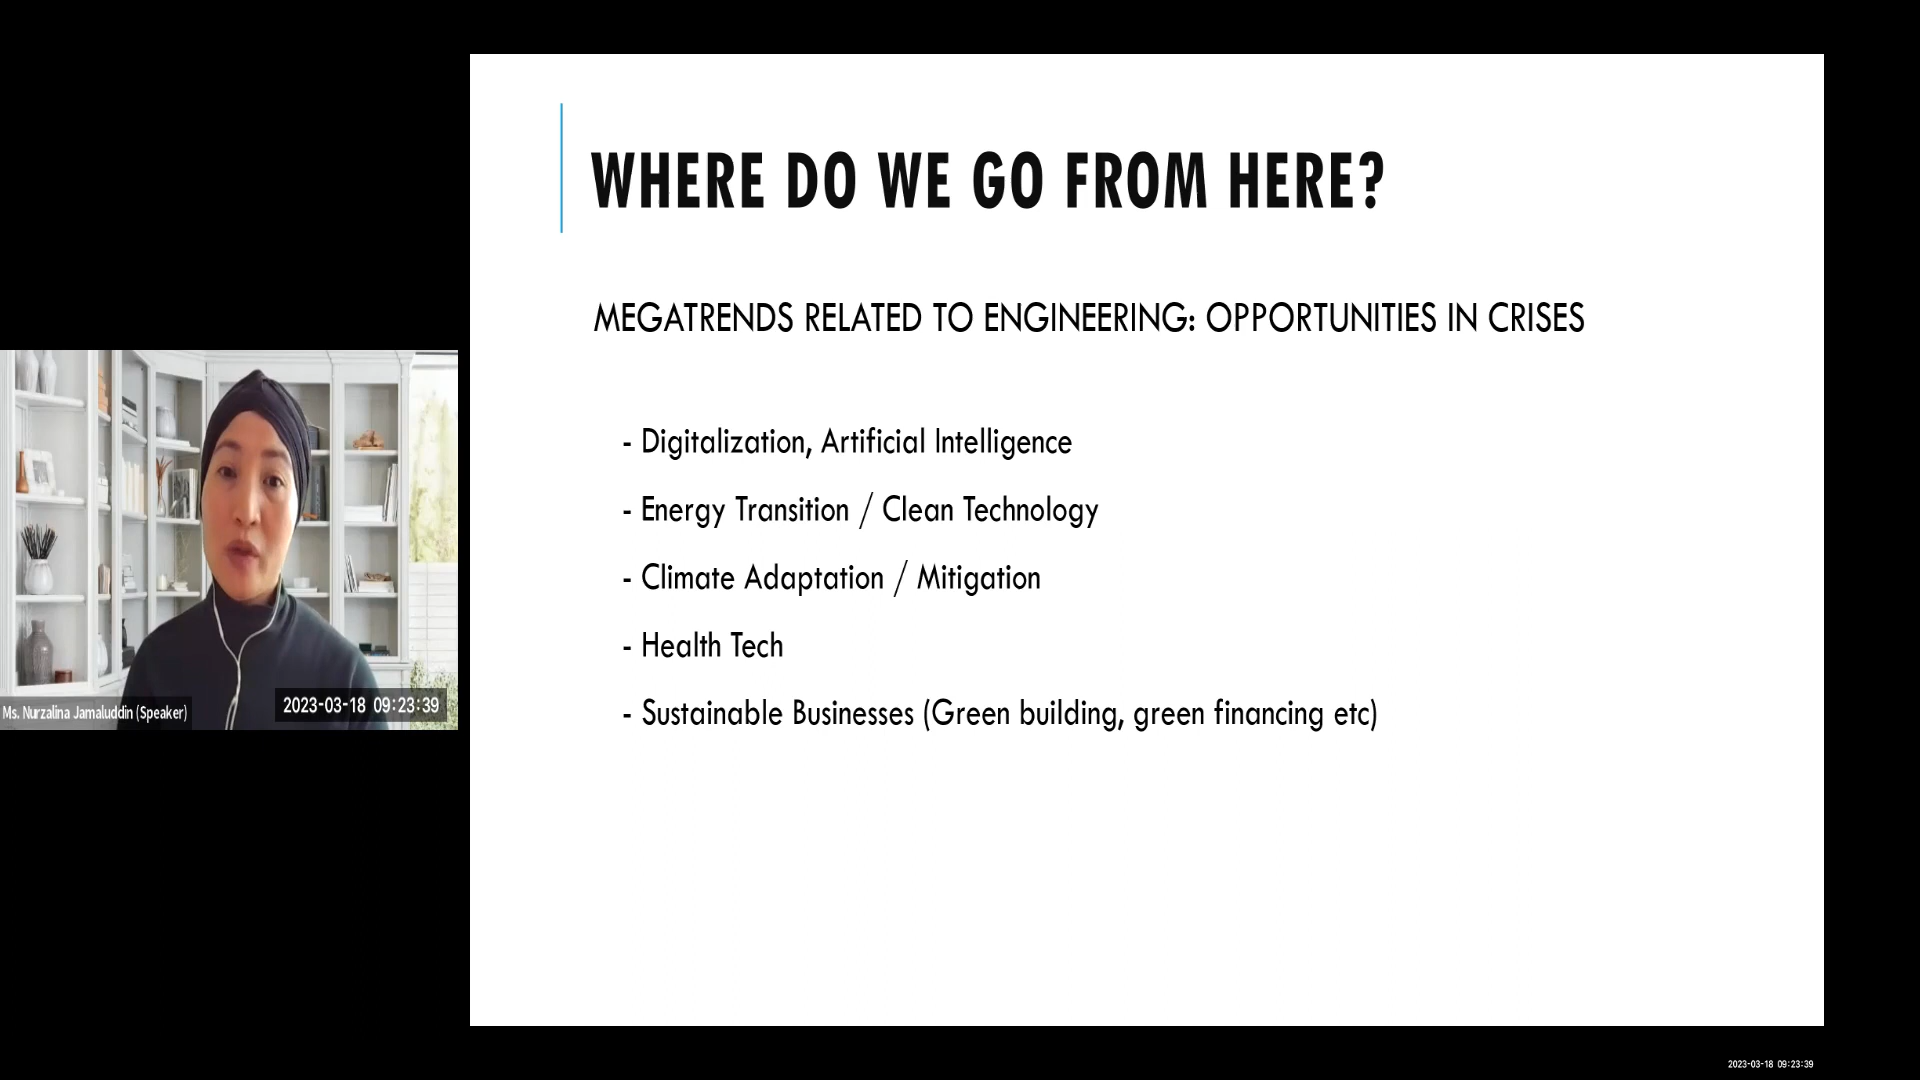 WHERE DO WE GO FROM HERE?
MEGATRENDS RELATED TO ENGINEERING: OPPORTUNITIES IN CRISES
- Digitalization, Artificial Intelligence
- Energy Transition / Clean Technology
- Climate Adaptation / Mitigation
- Health Tech
- Sustainable Businesses (Green building, green financing etc)
Ms. Nurzalina Jamaluddin (Speaker)
2023-03-18 09:23:39
2023-03-18 09:23:39